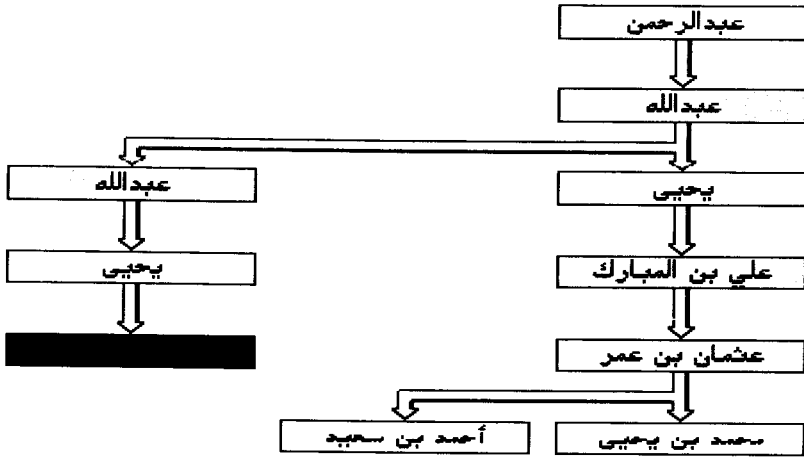 عبدالرحمن
عبدالله
يحيى
عبدالله
علي بن المبارك
يحيى
عثمان بن عمر
محمد بن يحيى
أحمد بن سعيد